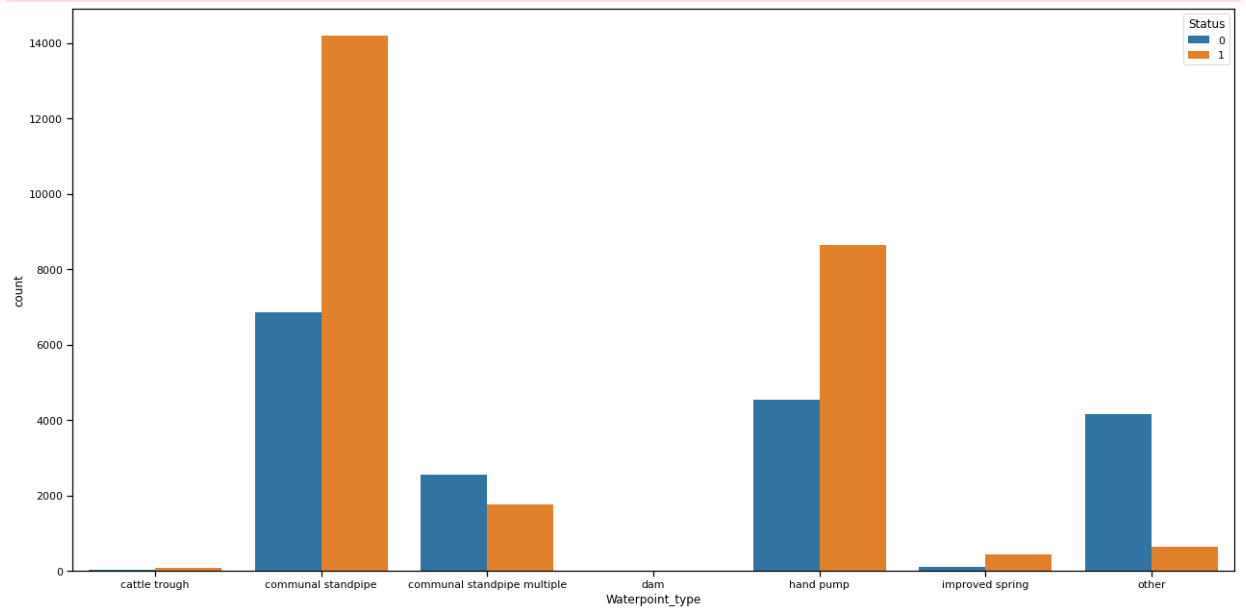 Status
0
1
14000
12000
10000
8000
6000
4000
2000
0
count
cattle trough
communal standpipe
communal standpipe multiple
dam
hand pump
improved spring
other
Waterpoint_type